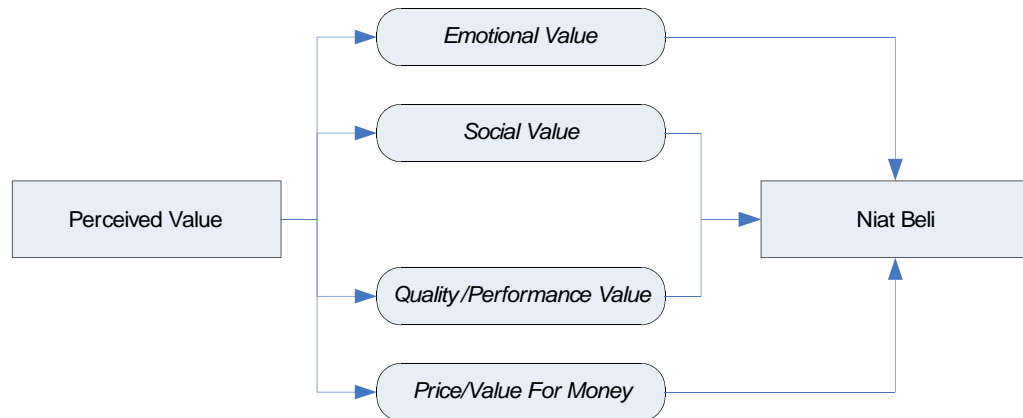 Emotional Value
Social Value
Perceived Value
Niat Beli
Quality/Performance Value
Price/Value For Money